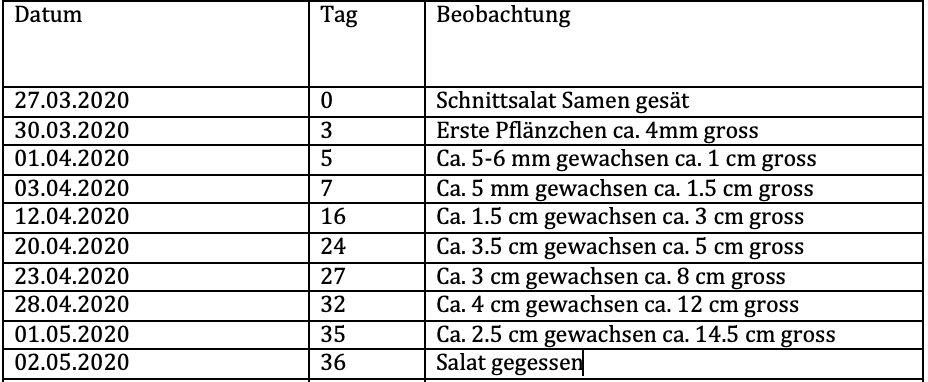 Datum Tag Beobachtung
27.03.2020 0 Schnittsalat Samen gesät
30.03.2020 3 Erste Pflänzchen ca. 4mm gross
01.04.2020 5 Ca. 5-6 mm gewachsen ca. 1 cm gross
03.04.2020 7 Ca. 5 mm gewachsen ca. 1.5 cm gross
12.04.2020 16 Ca. 1.5 cm gewachsen ca. 3 cm gross
20.04.2020 24 Ca. 3.5 cm gewachsen ca. 5 cm gross
23.04.2020 27 Ca. 3 cm gewachsen ca. 8 cm gross
28.04.2020 32 Ca. 4 cm gewachsen ca. 12 cm gross
01.05.2020 35 Ca. 2.5 cm gewachsen ca. 14.5 cm gross
02.05.2020 36 Salat gegessen